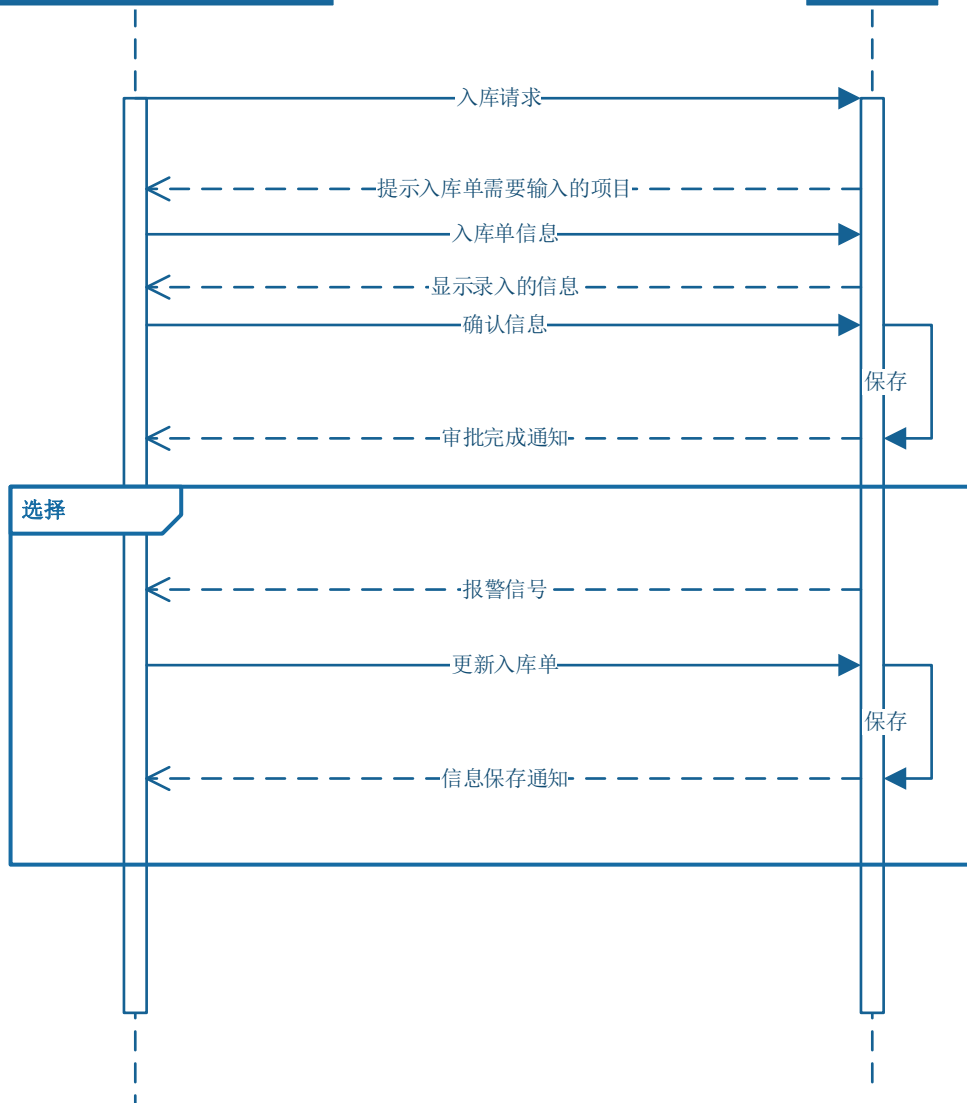 入库请求
提示入库单需要输入的项目
入库单信息
显示录入的信息
确认信息
保存
审批完成通知
选择
报警信号
更新入库单
保存
信息保存通知